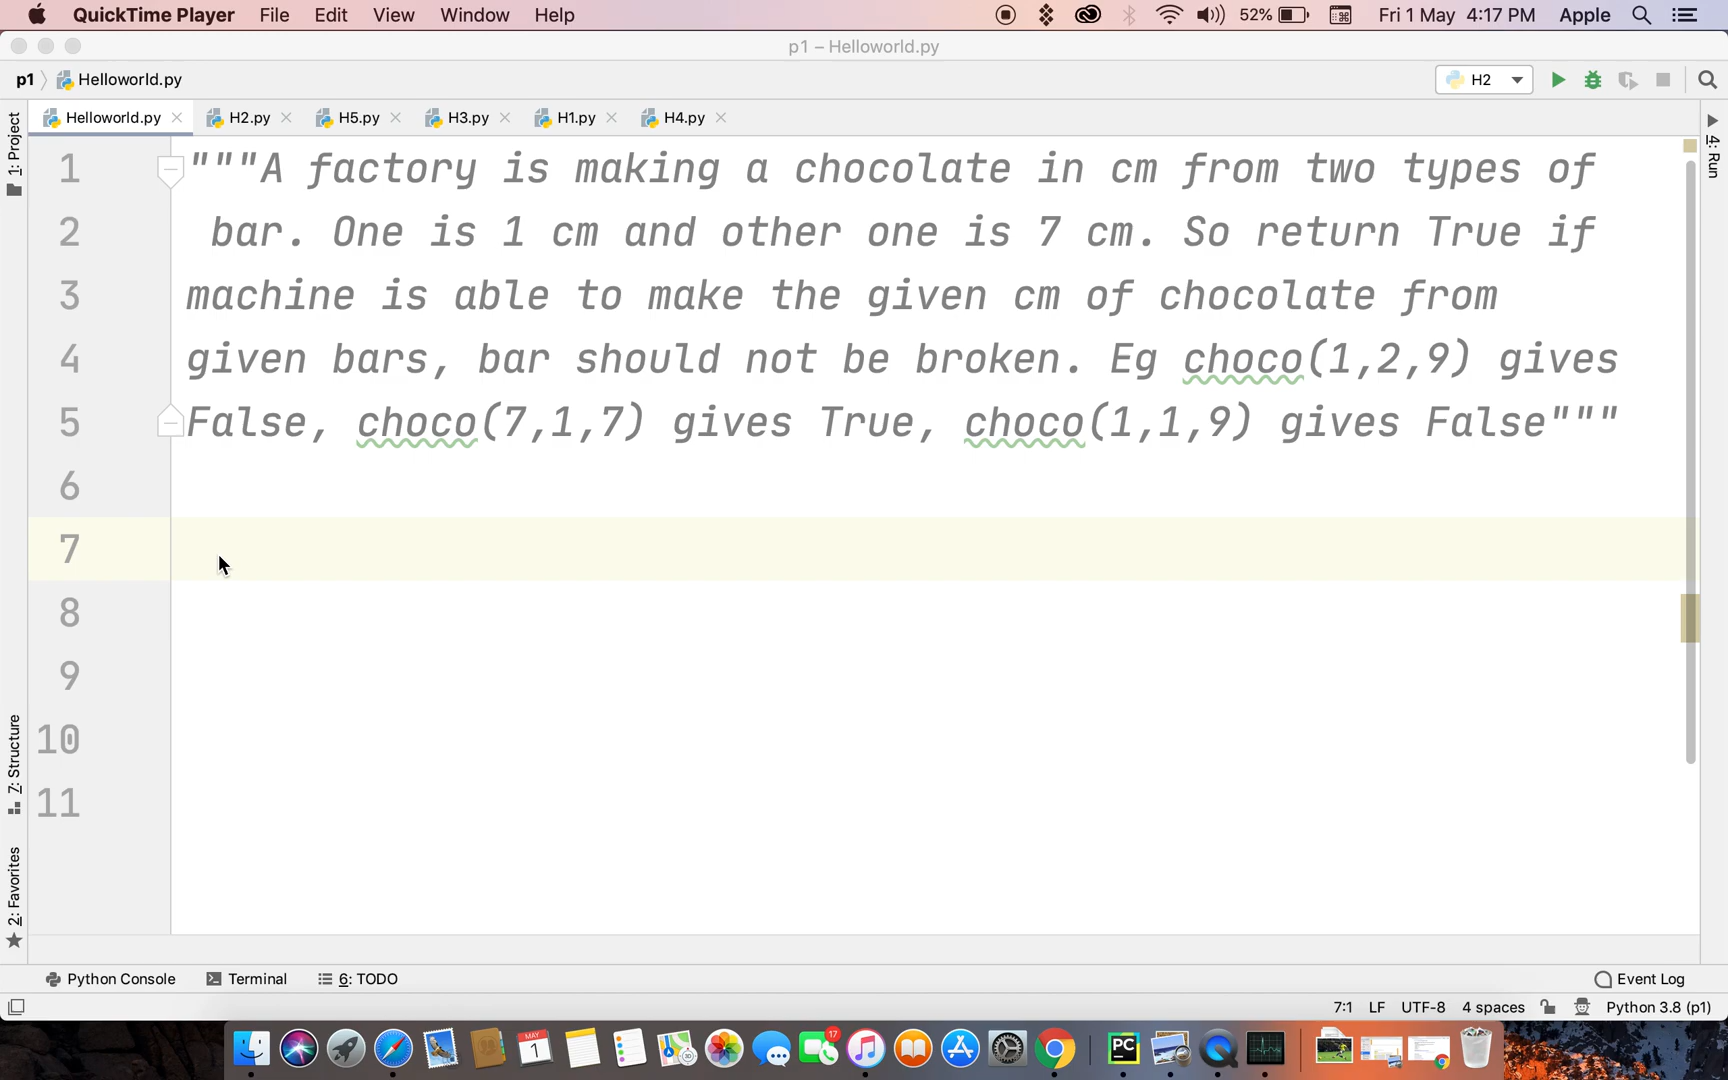 QuickTime Player File Edit View Window Help 52% Fri 1 May 4:17 PM Apple
p1 – Helloworld.py
p1 Helloworld.py H2
Helloworld.py H2.py H5.py H3.py H1.py H4.py
1: Project
4: Run
1 """A factory is making a chocolate in cm from two types of
2 bar. One is 1 cm and other one is 7 cm. So return True if
3 machine is able to make the given cm of chocolate from
4 given bars, bar should not be broken. Eg choco(1,2,9) gives
5 False, choco(7,1,7) gives True, choco(1,1,9) gives False"""
6
7
8
9
10
11
7: Structure
2: Favorites
Python Console Terminal 6: TODO Event Log
7:1 LF UTF-8 4 spaces Python 3.8 (p1)
MAY
1
17
PC